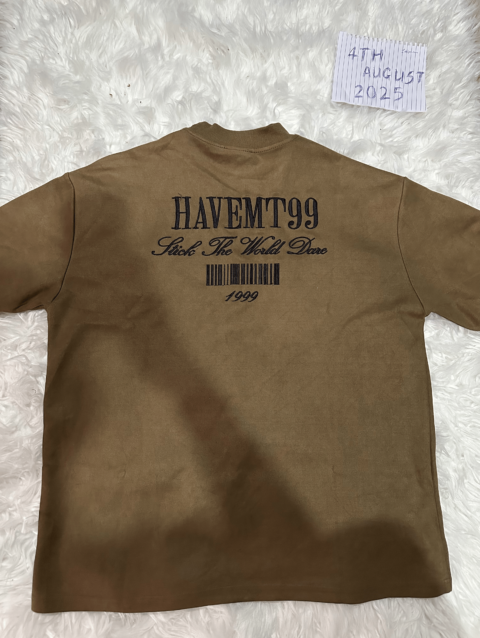 4TH
AUGUST
2025
HAVEMT99
Stick The World Dare
1999